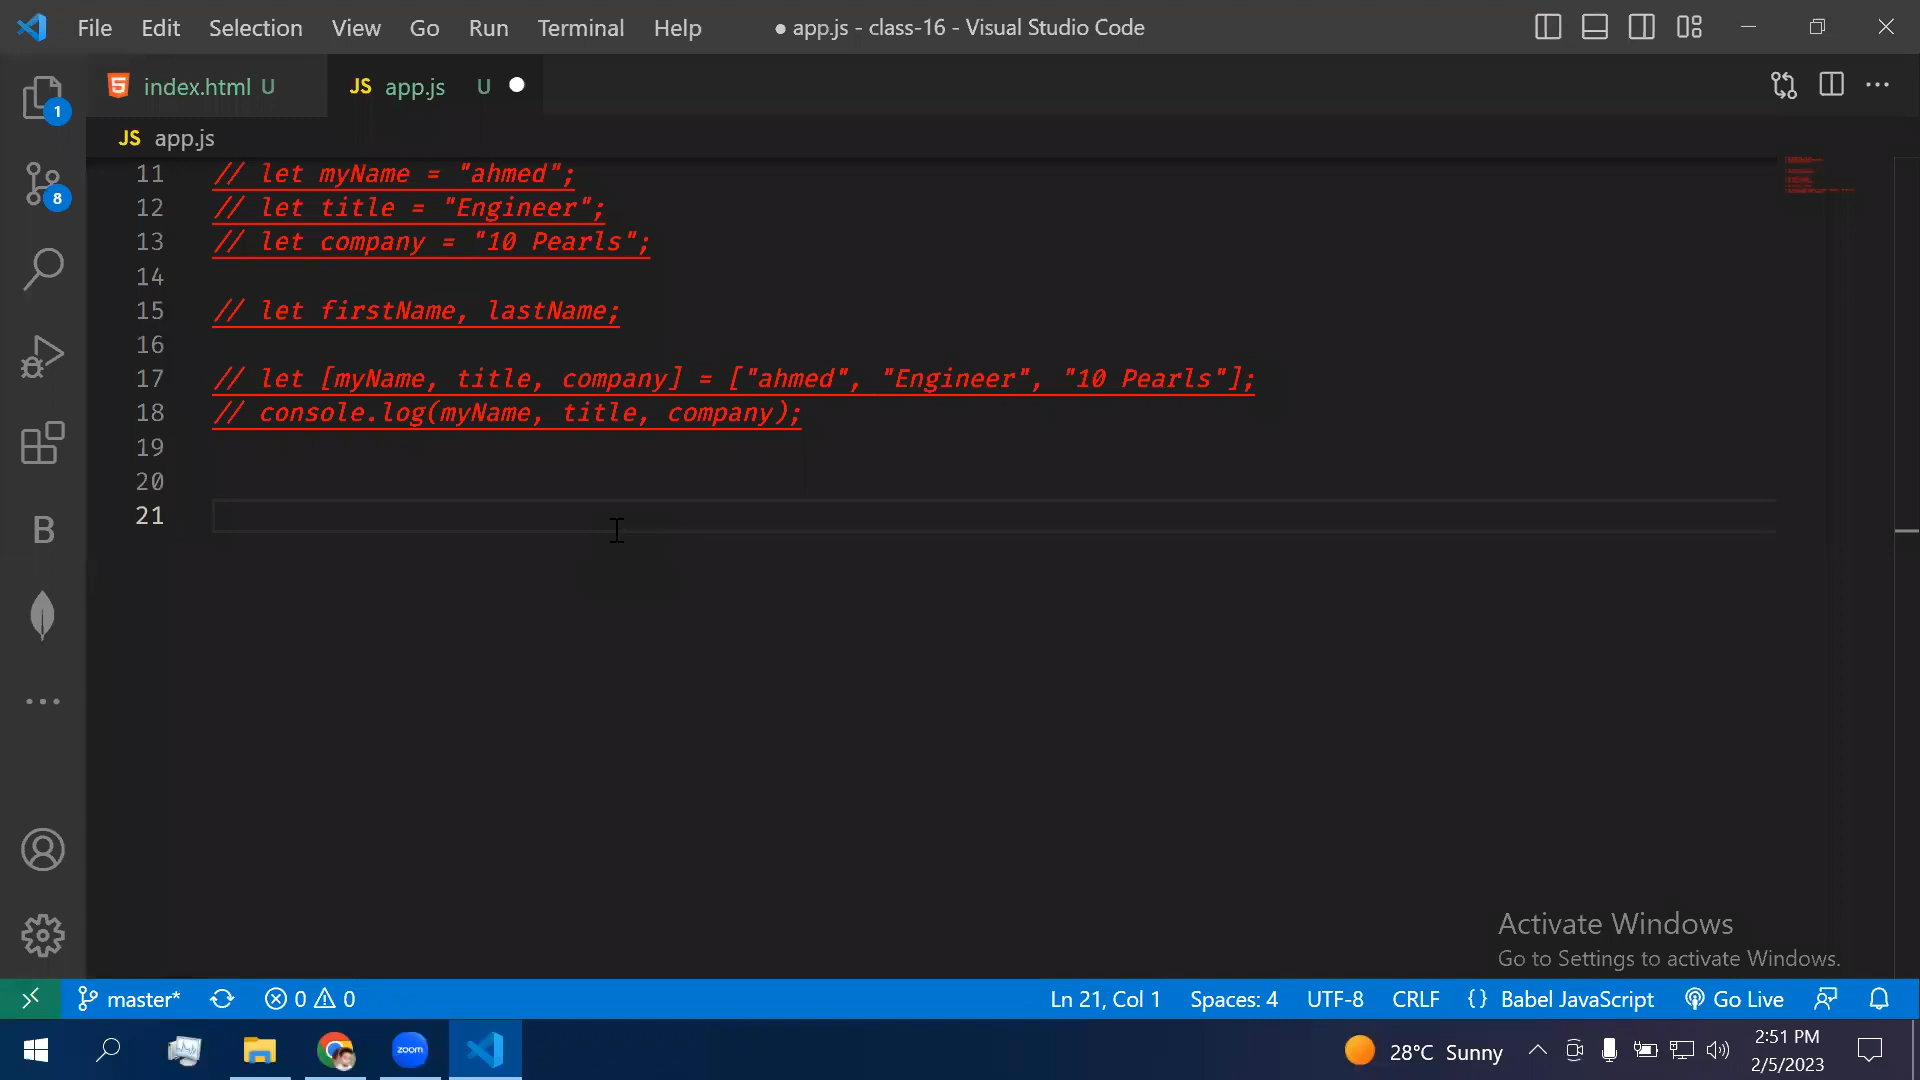 File Edit Selection View Go Run Terminal Help ● app.js - class-16 - Visual Studio Code
index.html U JS app.js U
1
JS app.js
11 // let myName = "ahmed";
12 // let title = "Engineer";
8
13 // let company = "10 Pearls";
14
15 // let firstName, lastName;
16
17 // let [myName, title, company] = ["ahmed", "Engineer", "10 Pearls"];
18 // console.log(myName, title, company);
19
20
21
B
Activate Windows
Go to Settings to activate Windows.
master* 0 0 Ln 21, Col 1 Spaces: 4 UTF-8 CRLF {} Babel JavaScript Go Live
zoom 28°C Sunny 2:51 PM
2/5/2023